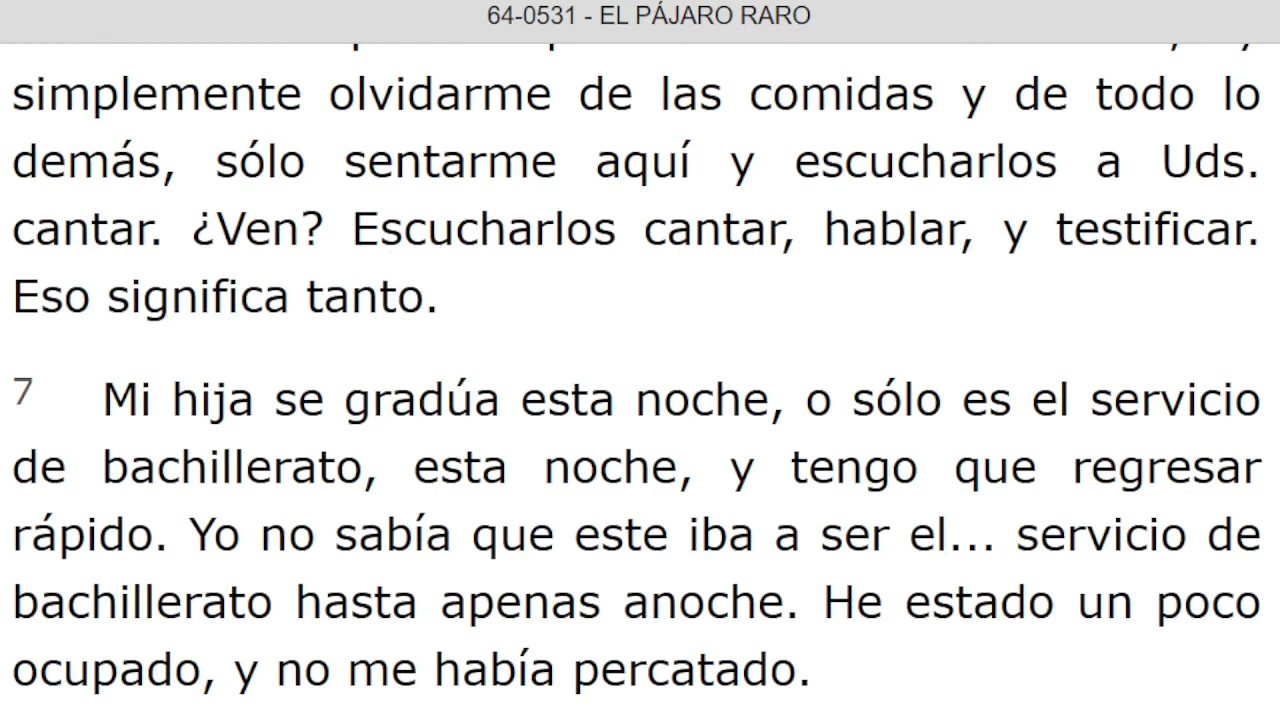 64-0531 - EL PÁJARO RARO
simplemente olvidarme de las comidas y de todo lo
demás, sólo sentarme aquí y escucharlos a Uds.
cantar. ¿Ven? Escucharlos cantar, hablar, y testificar.
Eso significa tanto.
7 Mi hija se gradúa esta noche, o sólo es el servicio
de bachillerato, esta noche, y tengo que regresar
rápido. Yo no sabía que este iba a ser el... servicio de
bachillerato hasta apenas anoche. He estado un poco
ocupado, y no me había percatado.